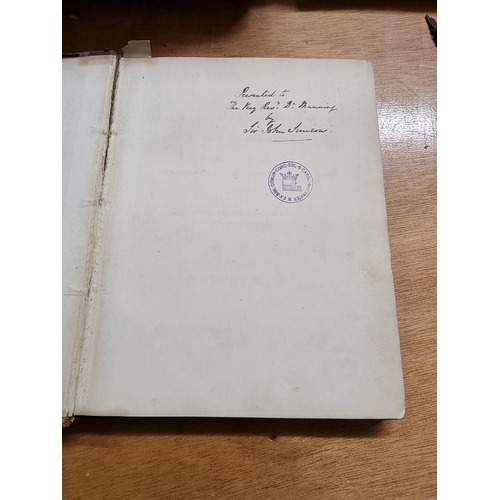 Presented to
The Very Revd. Dr. Manning
by
Sir John Simeon